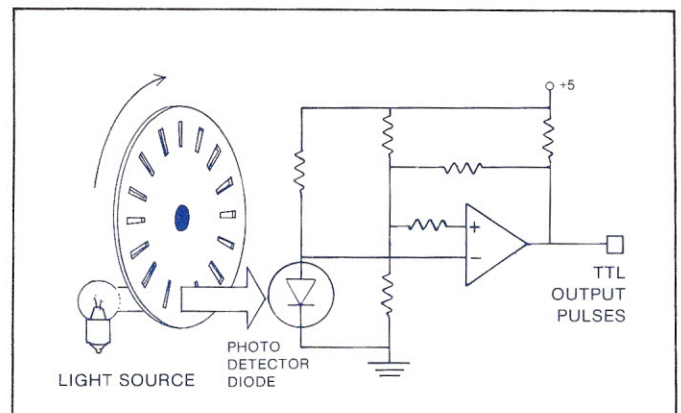 +5
+
−
TTL
OUTPUT
PULSES
PHOTO
DETECTOR
DIODE
LIGHT SOURCE